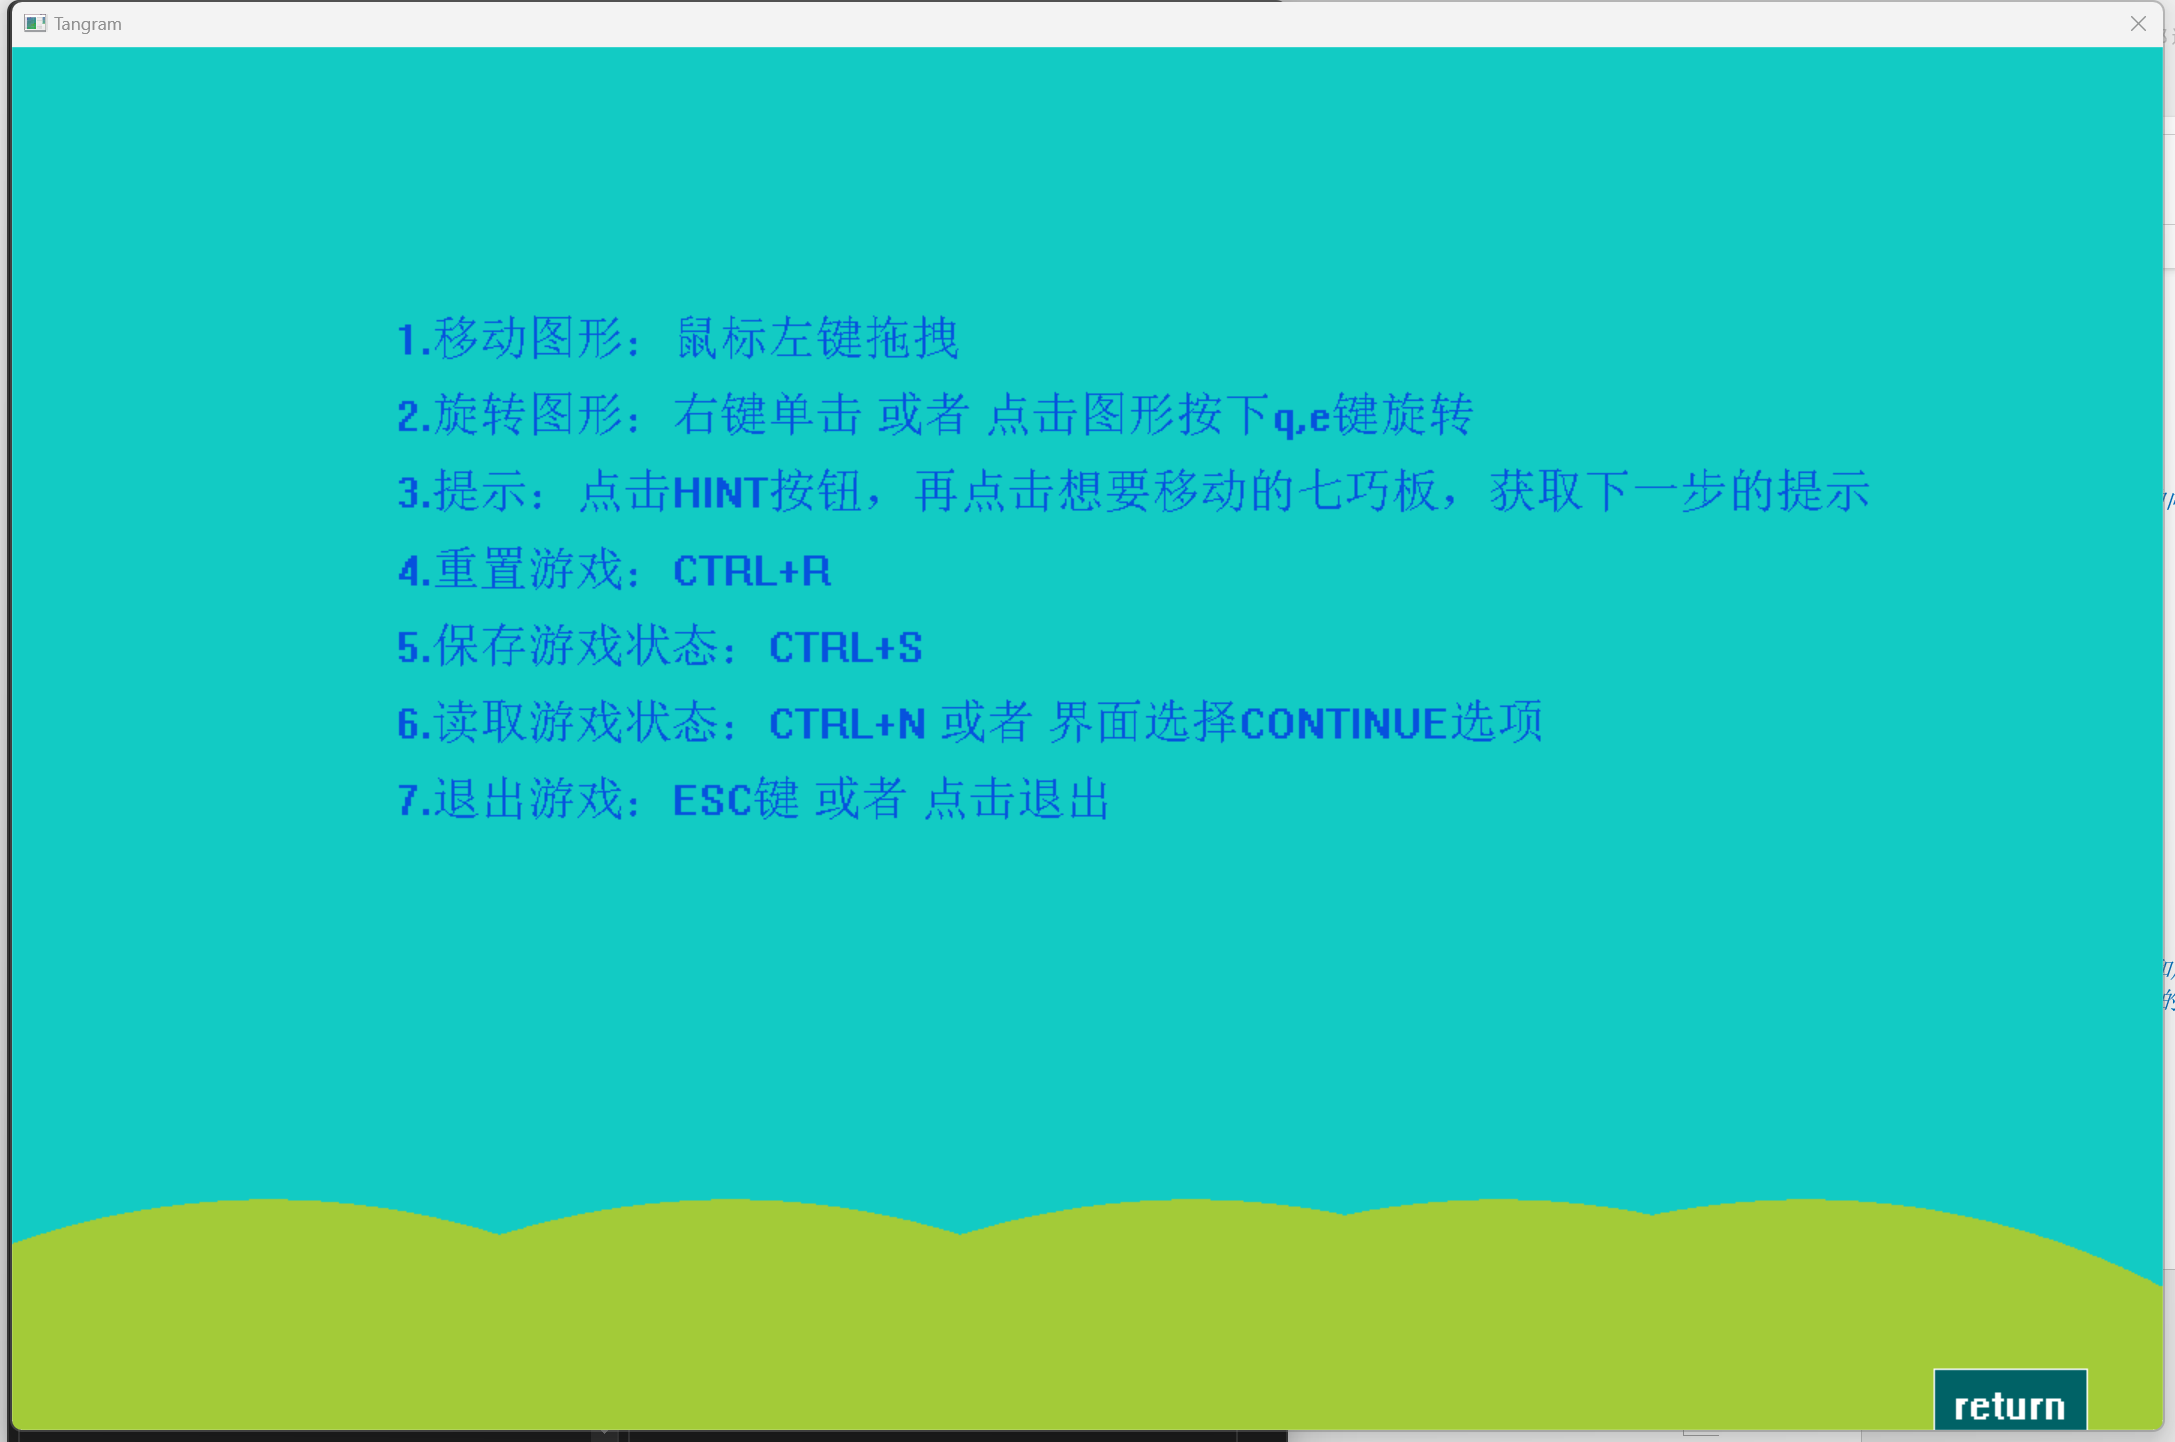 Tangram
1.移动图形：鼠标左键拖拽
2.旋转图形：右键单击 或者 点击图形按下q,e键旋转
3.提示：点击HINT按钮，再点击想要移动的七巧板，获取下一步的提示
4.重置游戏：CTRL+R
5.保存游戏状态：CTRL+S
6.读取游戏状态：CTRL+N 或者 界面选择CONTINUE选项
7.退出游戏：ESC键 或者 点击退出
的
return